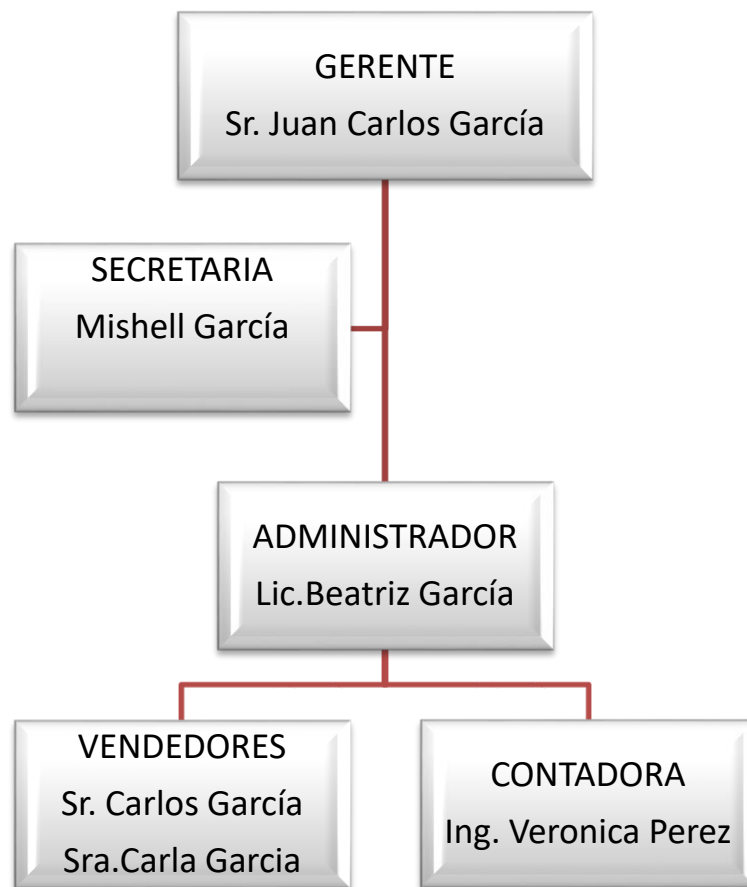 GERENTE
Sr. Juan Carlos García
SECRETARIA
Mishell García
ADMINISTRADOR
Lic.Beatriz García
VENDEDORES
Sr. Carlos García
Sra.Carla Garcia
CONTADORA
Ing. Veronica Perez